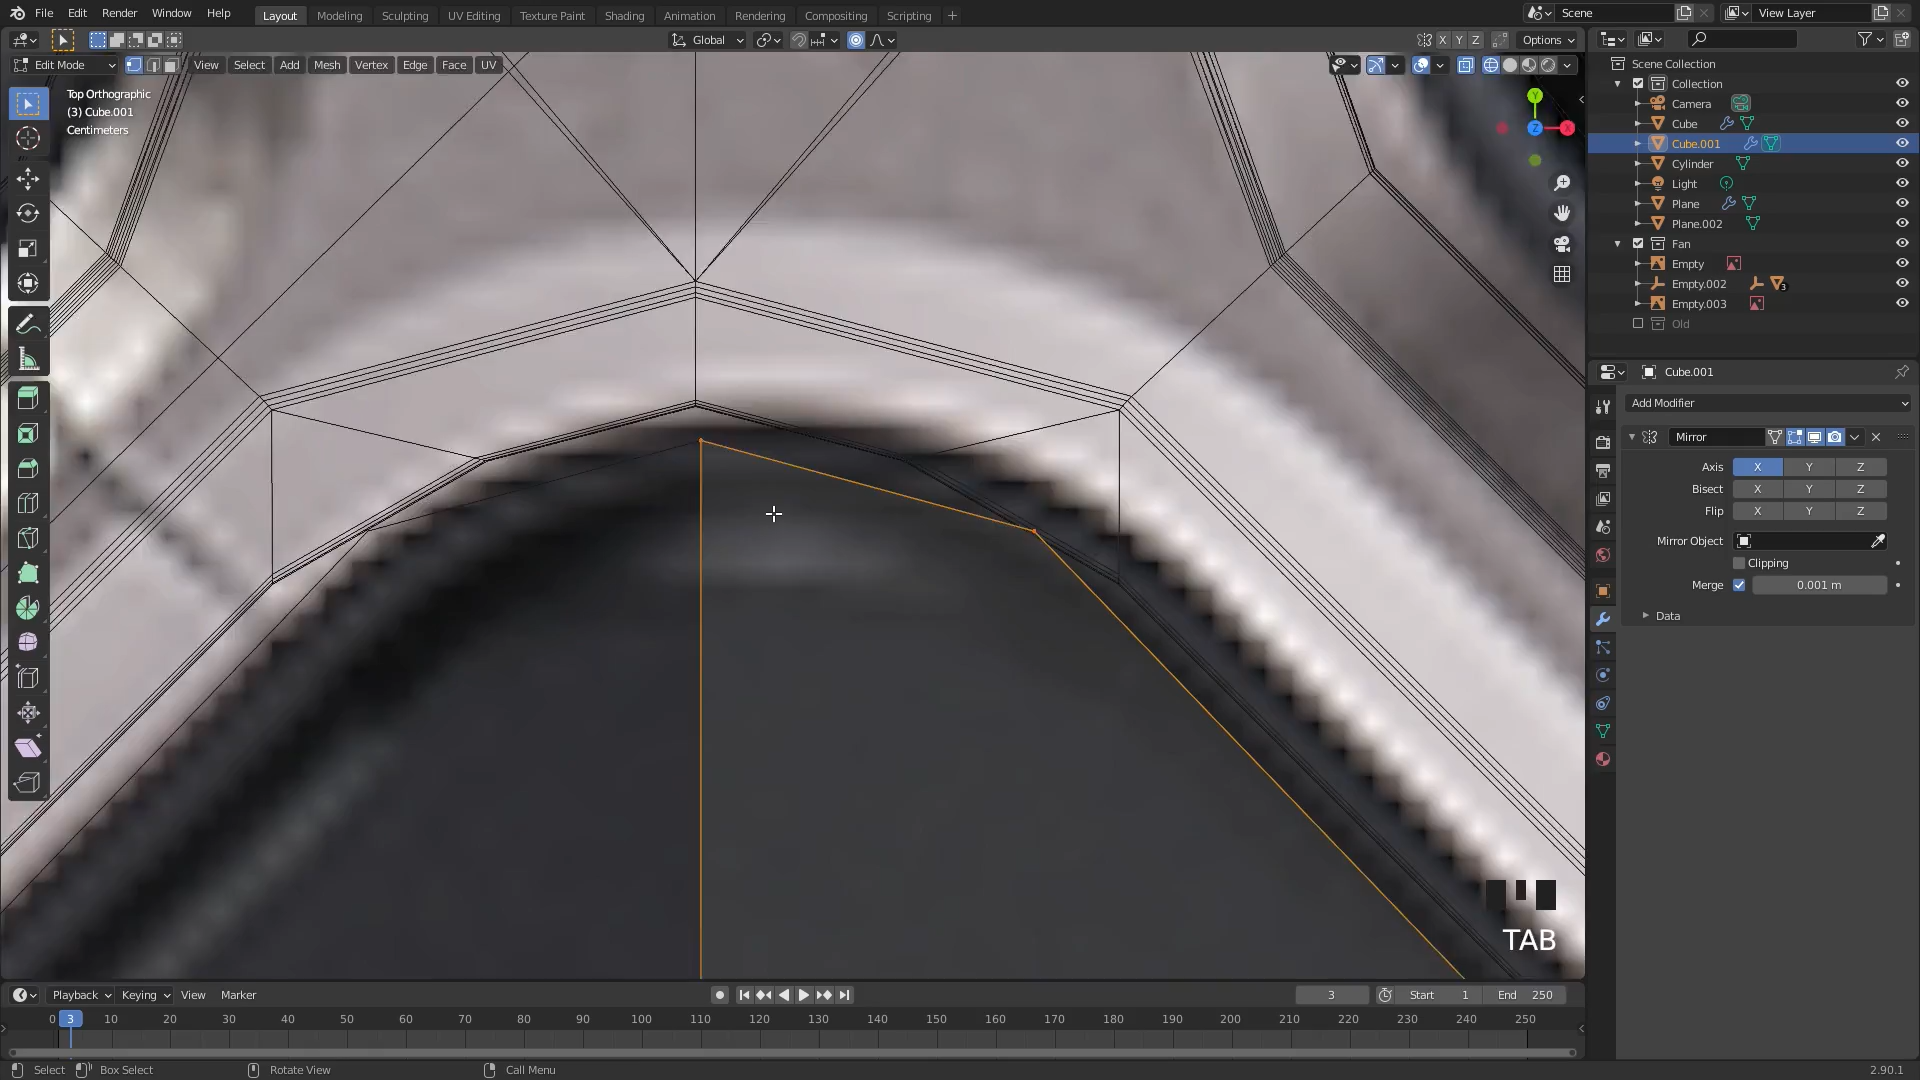 File Edit Render Window Help Layout Modeling Sculpting UV Editing Texture Paint Shading Animation Rendering Compositing Scripting + Scene View Layer
Global X Y Z Options
Edit Mode View Select Add Mesh Vertex Edge Face UV
Top Orthographic
(3) Cube.001
Centimeters
Y
X
Z
Scene Collection
Collection
Camera
Cube
Cube.001
Cylinder
Light
Plane
Plane.002
Fan
Empty
Empty.002 3
Empty.003
Old
Cube.001
Add Modifier
Mirror
Axis X Y Z
Bisect X Y Z
Flip X Y Z
Mirror Object
Clipping
Merge 0.001 m
Data
TAB
Playback Keying View Marker 3 Start 1 End 250
0 3 10 20 30 40 50 60 70 80 90 100 110 120 130 140 150 160 170 180 190 200 210 220 230 240 250
Select Box Select Rotate View Call Menu 2.90.1